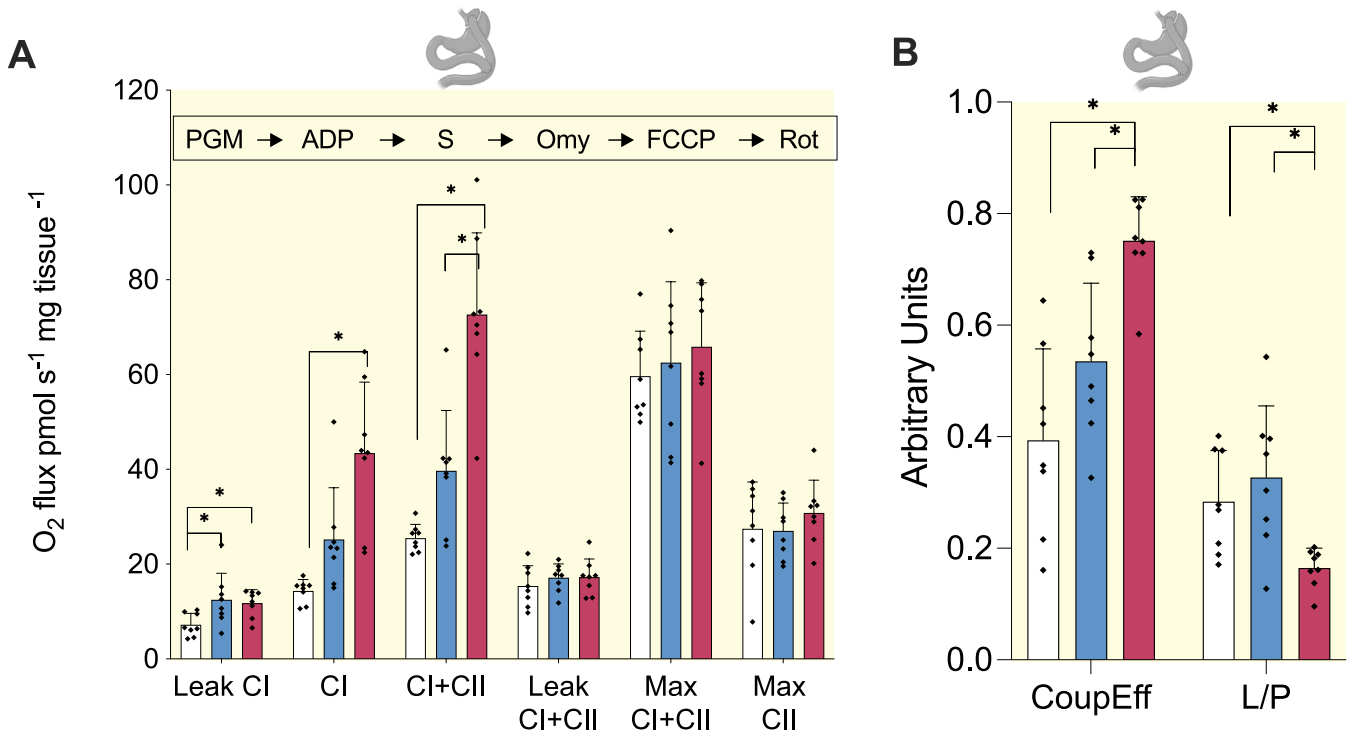 A
O2 flux pmol s⁻¹ mg tissue ⁻¹
120
100
80
60
40
20
0
PGM → ADP → S → Omy → FCCP → Rot
*
*
*
*
*
Leak CI
CI
CI+CII
Leak
CI+CII
Max
CI+CII
Max
CII
B
Arbitrary Units
1.0
0.8
0.6
0.4
0.2
0.0
*
*
*
*
CoupEff
L/P